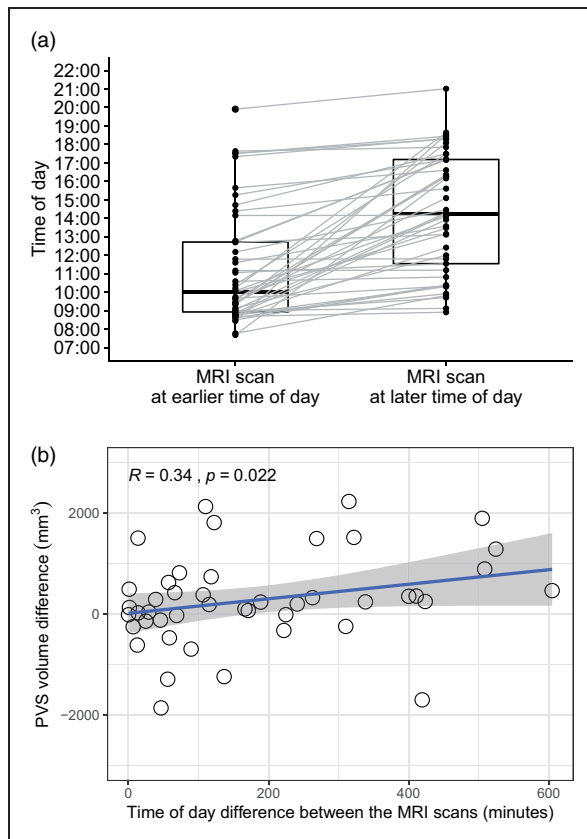 (a)
22:00
21:00
20:00
19:00
18:00
17:00
16:00
15:00
14:00
13:00
12:00
11:00
10:00
09:00
08:00
07:00
Time of day
MRI scan
at earlier time of day
MRI scan
at later time of day
(b)
R = 0.34 , p = 0.022
2000
0
−2000
PVS volume difference (mm³)
0 200 400 600
Time of day difference between the MRI scans (minutes)